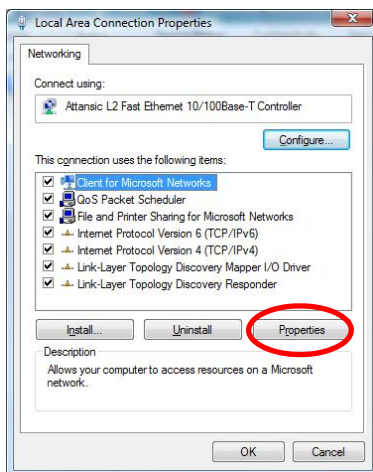 Local Area Connection Properties
Networking
Connect using:
Attansic L2 Fast Ethernet 10/100Base-T Controller
Configure...
This connection uses the following items:
Client for Microsoft Networks
QoS Packet Scheduler
File and Printer Sharing for Microsoft Networks
Internet Protocol Version 6 (TCP/IPv6)
Internet Protocol Version 4 (TCP/IPv4)
Link-Layer Topology Discovery Mapper I/O Driver
Link-Layer Topology Discovery Responder
Install... Uninstall Properties
Description
Allows your computer to access resources on a Microsoft
network.
OK Cancel